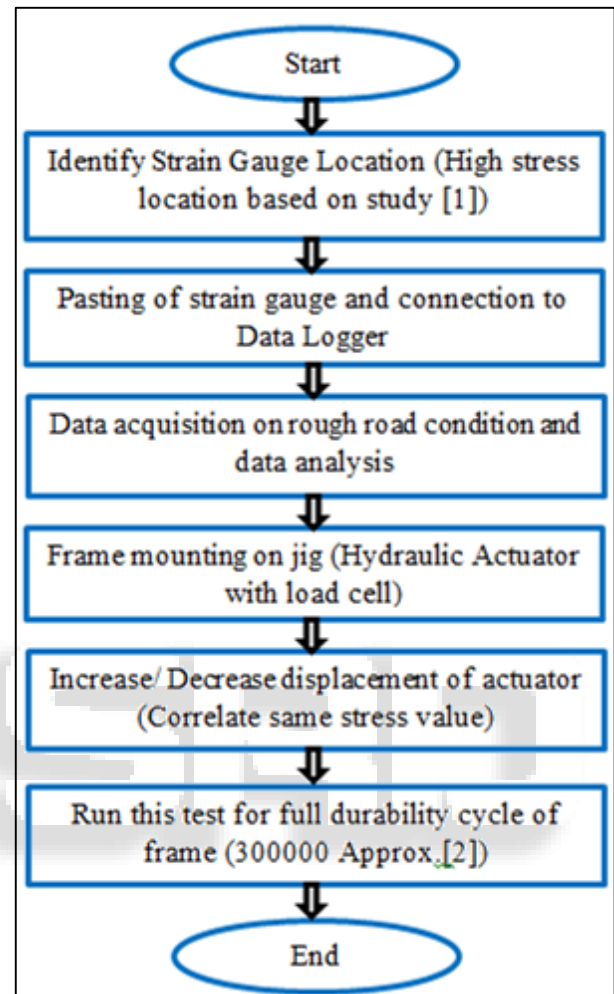 Start
Identify Strain Gauge Location (High stress
location based on study [1])
Pasting of strain gauge and connection to
Data Logger
Data acquisition on rough road condition and
data analysis
Frame mounting on jig (Hydraulic Actuator
with load cell)
Increase/ Decrease displacement of actuator
(Correlate same stress value)
Run this test for full durability cycle of
frame (300000 Approx.[2])
End